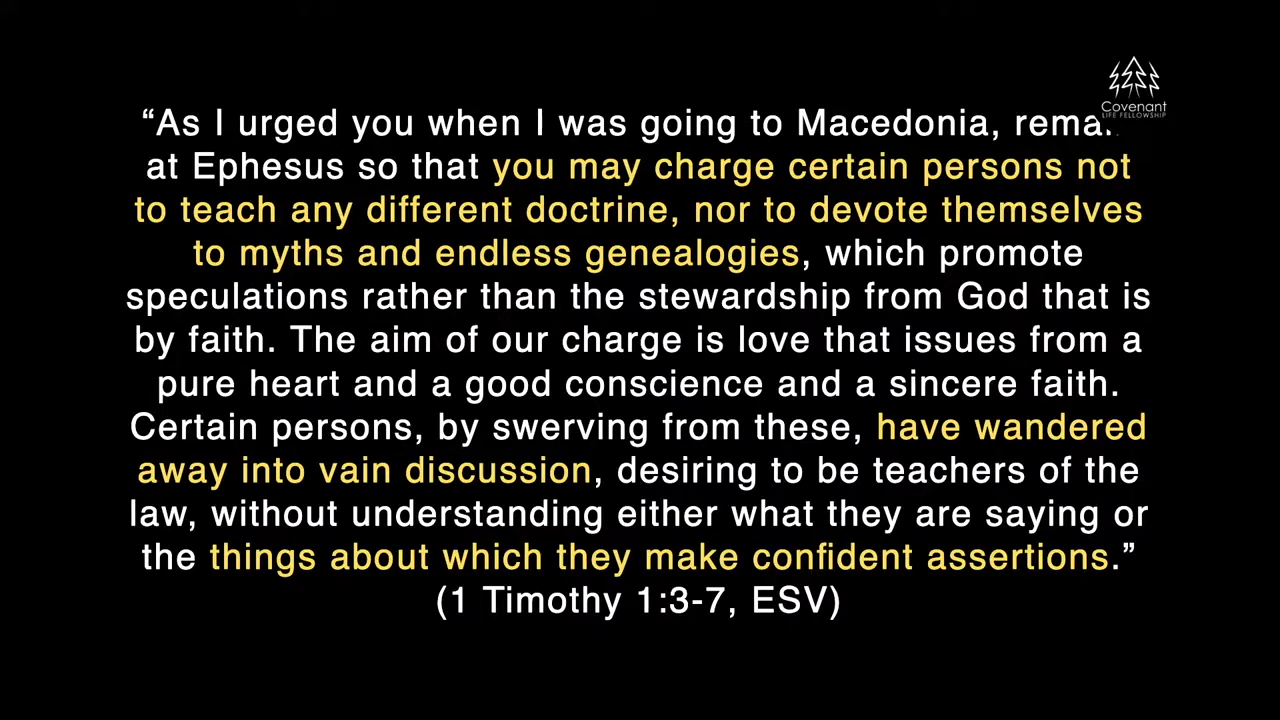 Covenant
LIFE FELLOWSHIP
“As I urged you when I was going to Macedonia,
at Ephesus so that you may charge certain persons not
to teach any different doctrine, nor to devote themselves
to myths and endless genealogies, which promote
speculations rather than the stewardship from God that is
by faith. The aim of our charge is love that issues from a
pure heart and a good conscience and a sincere faith.
Certain persons, by swerving from these, have wandered
away into vain discussion, desiring to be teachers of the
law, without understanding either what they are saying or
the things about which they make confident assertions.”
(1 Timothy 1:3-7, ESV)